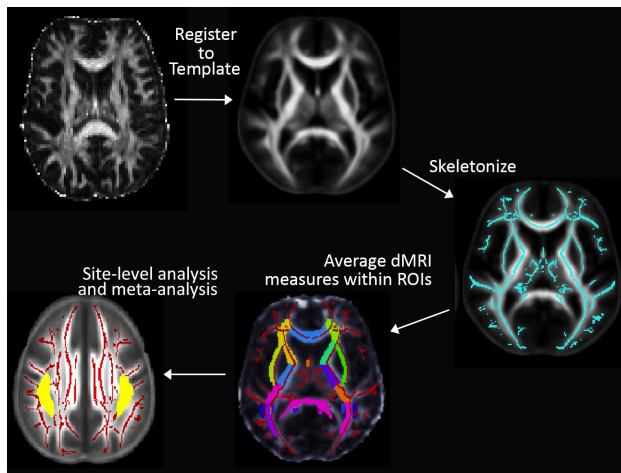 Register
to
Template
Skeletonize
Average dMRI
measures within ROIs
Site-level analysis
and meta-analysis